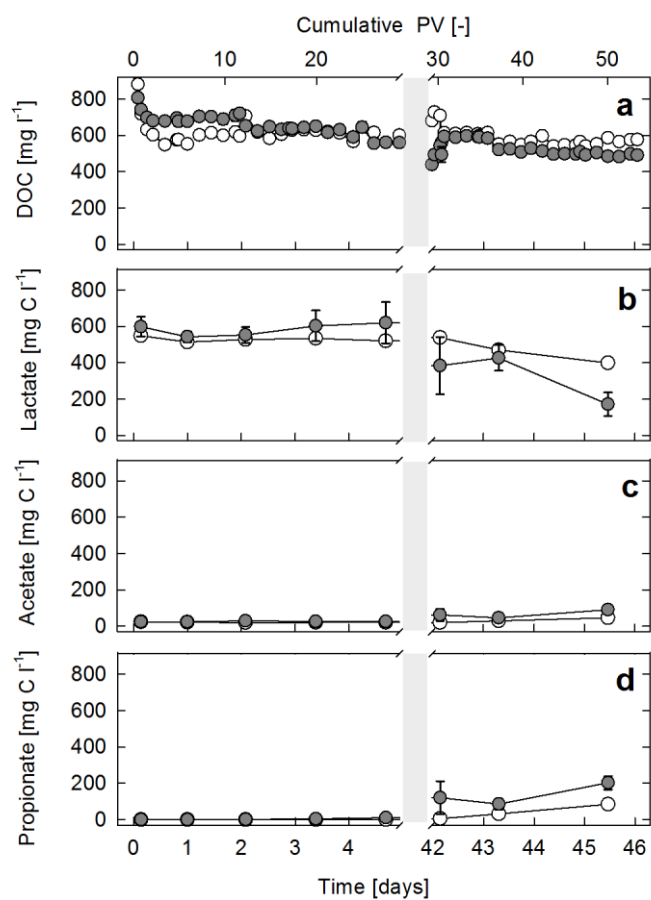 Cumulative PV [-]
0 10 20 30 40 50
a
DOC [mg l⁻¹]
800
600
400
200
0
b
Lactate [mg C l⁻¹]
800
600
400
200
0
c
Acetate [mg C l⁻¹]
800
600
400
200
0
d
Propionate [mg C l⁻¹]
800
600
400
200
0
0 1 2 3 4 42 43 44 45 46
Time [days]